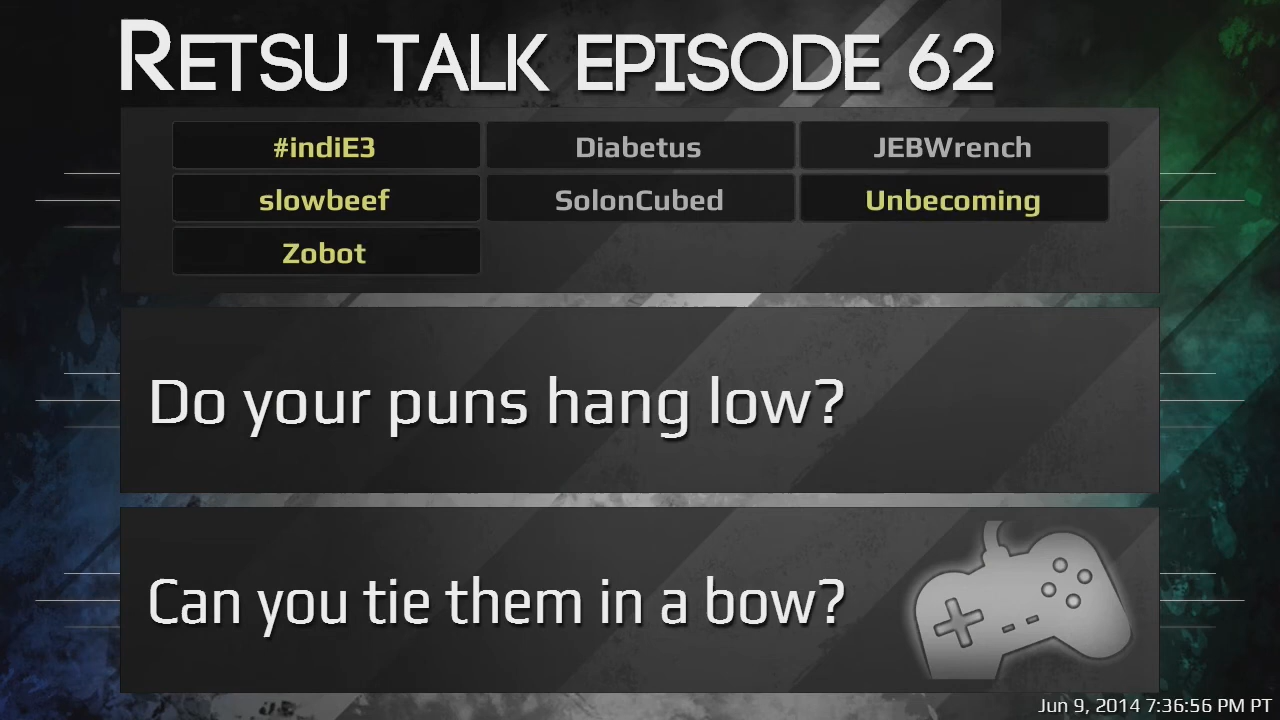 Retsu talk episode 62
#indiE3 Diabetus JEBWrench
slowbeef SolonCubed Unbecoming
Zobot
Do your puns hang low?
Can you tie them in a bow?
Jun 9, 2014 7:36:56 PM PT